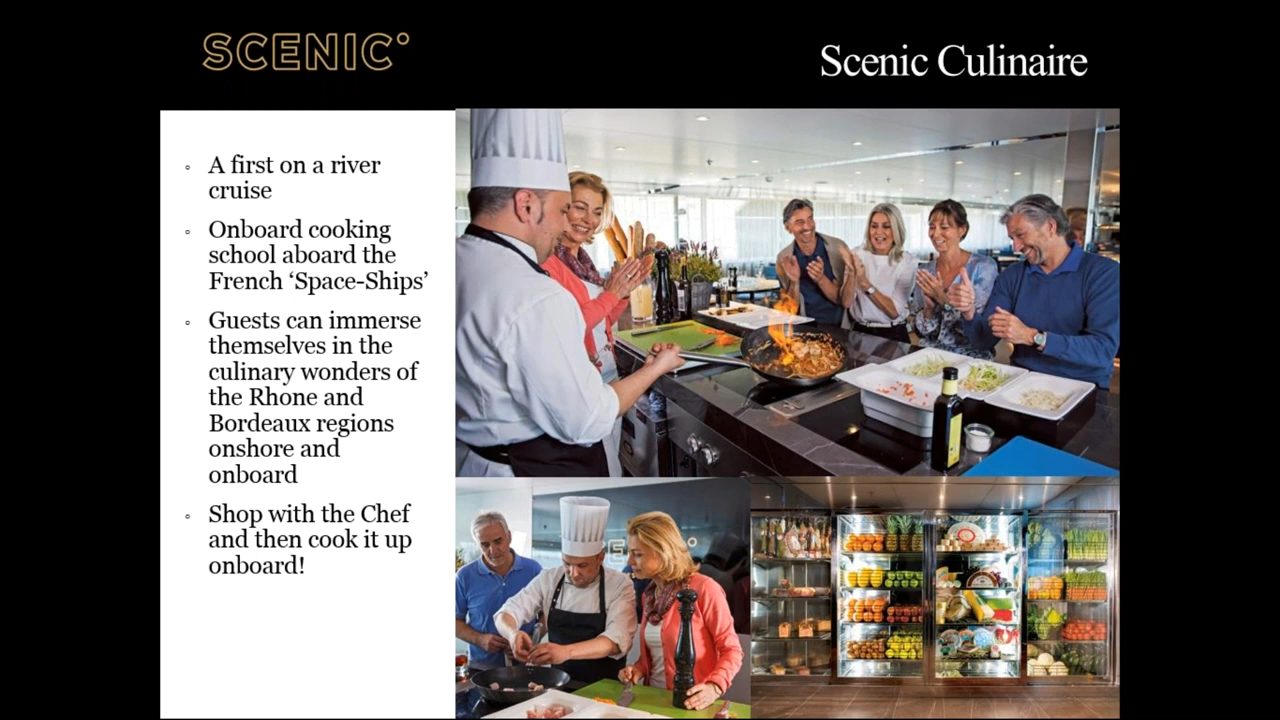 SCENIC°
Scenic Culinaire
◦ A first on a river
cruise
◦ Onboard cooking
school aboard the
French ‘Space-Ships’
◦ Guests can immerse
themselves in the
culinary wonders of
the Rhone and
Bordeaux regions
onshore and
onboard
◦ Shop with the Chef
and then cook it up
onboard!